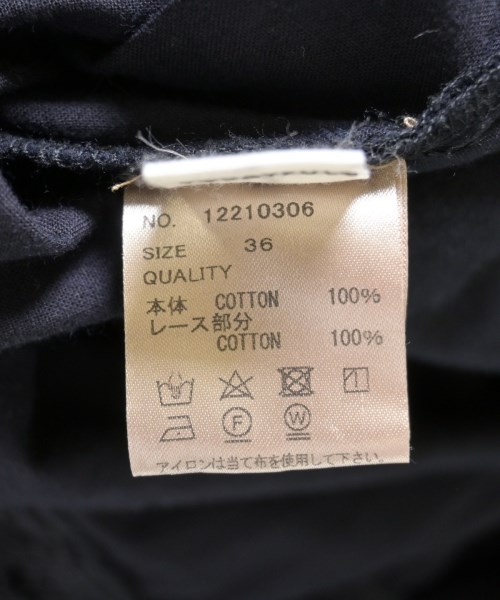 NO. 12210306
SIZE 36
QUALITY
本体 COTTON 100%
レース部分
COTTON 100%
F W
アイロンは当て布を使用して下さい。